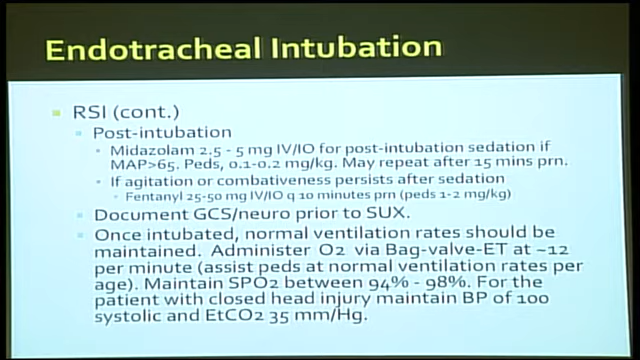 Endotracheal Intubation
RSI (cont.)
Post-intubation
Midazolam 2.5 - 5 mg IV/IO for post-intubation sedation if
MAP>65. Peds, 0.1-0.2 mg/kg. May repeat after 15 mins prn.
If agitation or combativeness persists after sedation
Fentanyl 25-50 mg IV/IO q 10 minutes prn (peds 1-2 mg/kg)
Document GCS/neuro prior to SUX.
Once intubated, normal ventilation rates should be
maintained. Administer O2 via Bag-valve-ET at ~12
per minute (assist peds at normal ventilation rates per
age). Maintain SPO2 between 94% - 98%. For the
patient with closed head injury maintain BP of 100
systolic and EtCO2 35 mm/Hg.